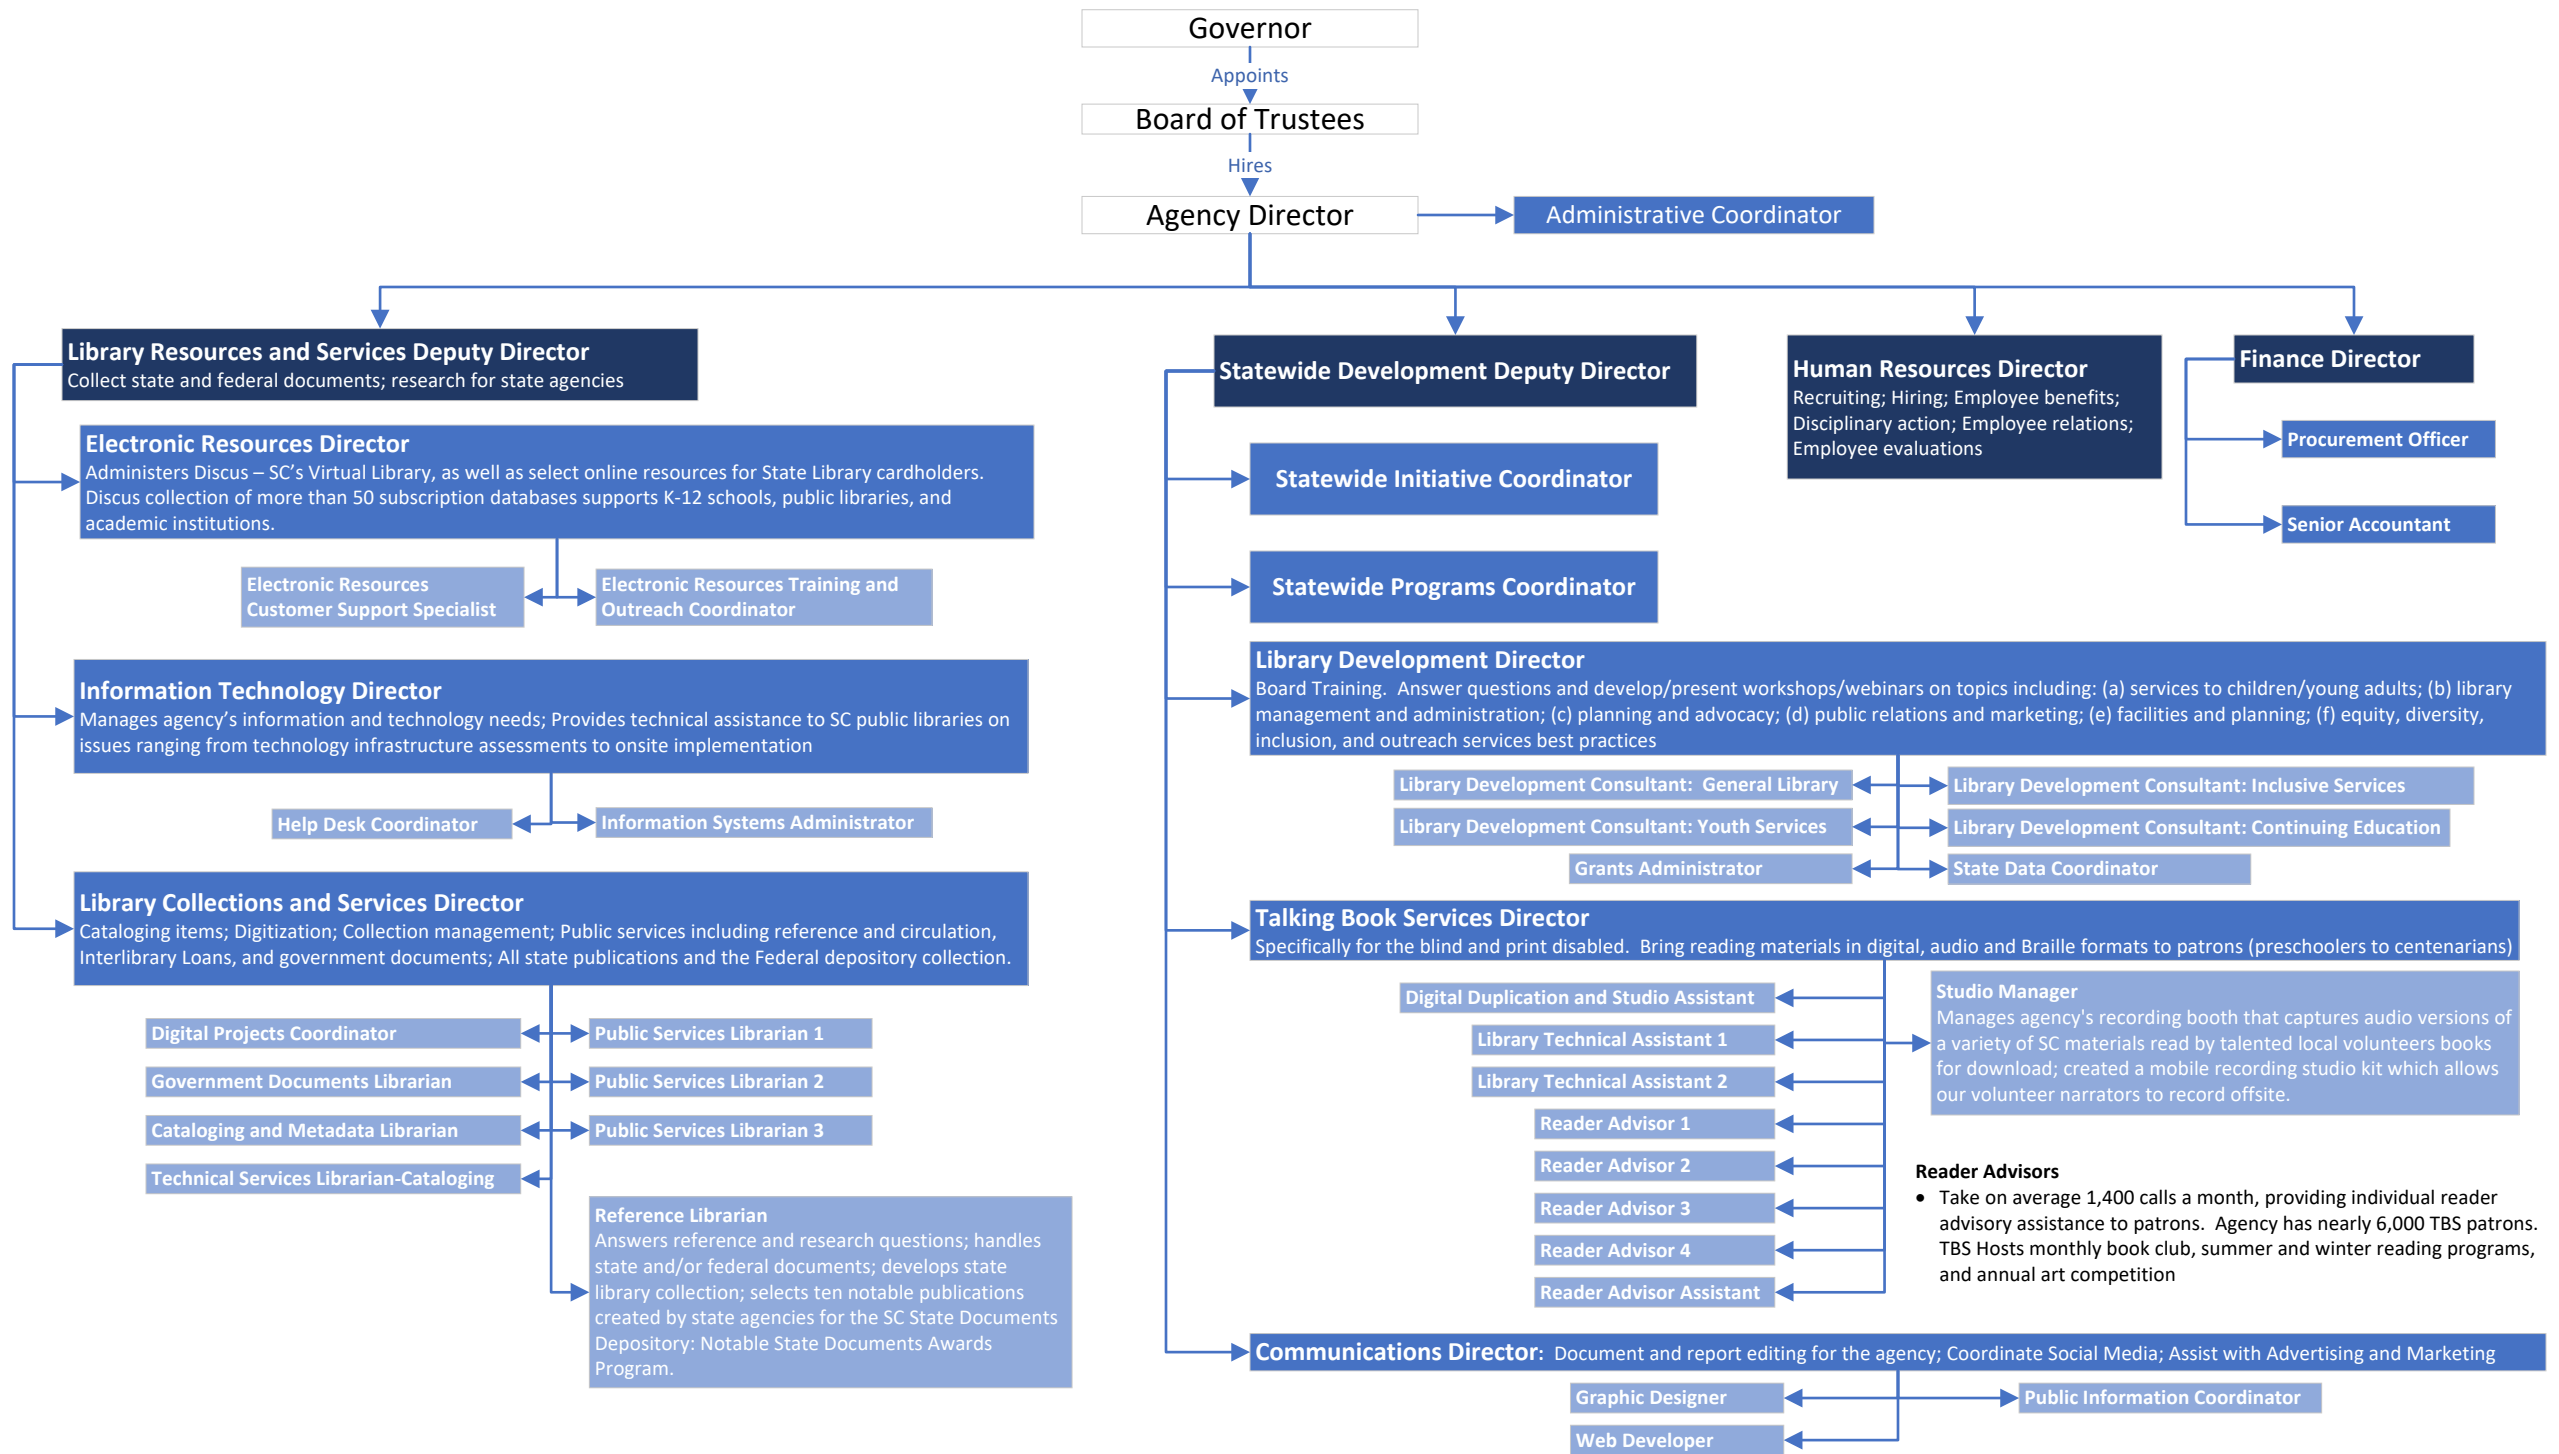 Governor
Appoints
Board of Trustees
Hires
Agency Director
Administrative Coordinator
Library Resources and Services Deputy Director
Collect state and federal documents; research for state agencies
Electronic Resources Director
Administers Discus – SC’s Virtual Library, as well as select online resources for State Library cardholders.
Discus collection of more than 50 subscription databases supports K-12 schools, public libraries, and
academic institutions.
Electronic Resources
Customer Support Specialist
Electronic Resources Training and
Outreach Coordinator
Information Technology Director
Manages agency’s information and technology needs; Provides technical assistance to SC public libraries on
issues ranging from technology infrastructure assessments to onsite implementation
Help Desk Coordinator
Information Systems Administrator
Library Collections and Services Director
Cataloging items; Digitization; Collection management; Public services including reference and circulation,
Interlibrary Loans, and government documents; All state publications and the Federal depository collection.
Digital Projects Coordinator
Public Services Librarian 1
Government Documents Librarian
Public Services Librarian 2
Cataloging and Metadata Librarian
Public Services Librarian 3
Technical Services Librarian-Cataloging
Reference Librarian
Answers reference and research questions; handles
state and/or federal documents; develops state
library collection; selects ten notable publications
created by state agencies for the SC State Documents
Depository: Notable State Documents Awards
Program.
Statewide Development Deputy Director
Statewide Initiative Coordinator
Statewide Programs Coordinator
Library Development Director
Board Training.  Answer questions and develop/present workshops/webinars on topics including: (a) services to children/young adults; (b) library
management and administration; (c) planning and advocacy; (d) public relations and marketing; (e) facilities and planning; (f) equity, diversity,
inclusion, and outreach services best practices
Library Development Consultant:  General Library
Library Development Consultant: Inclusive Services
Library Development Consultant: Youth Services
Library Development Consultant: Continuing Education
Grants Administrator
State Data Coordinator
Talking Book Services Director
Specifically for the blind and print disabled.  Bring reading materials in digital, audio and Braille formats to patrons (preschoolers to centenarians)
Digital Duplication and Studio Assistant
Library Technical Assistant 1
Library Technical Assistant 2
Reader Advisor 1
Reader Advisor 2
Reader Advisor 3
Reader Advisor 4
Reader Advisor Assistant
Studio Manager
Manages agency's recording booth that captures audio versions of
a variety of SC materials read by talented local volunteers books
for download; created a mobile recording studio kit which allows
our volunteer narrators to record offsite.
Reader Advisors
• Take on average 1,400 calls a month, providing individual reader
advisory assistance to patrons.  Agency has nearly 6,000 TBS patrons.
TBS Hosts monthly book club, summer and winter reading programs,
and annual art competition
Communications Director:  Document and report editing for the agency; Coordinate Social Media; Assist with Advertising and Marketing
Graphic Designer
Public Information Coordinator
Web Developer
Human Resources Director
Recruiting; Hiring; Employee benefits;
Disciplinary action; Employee relations;
Employee evaluations
Finance Director
Procurement Officer
Senior Accountant